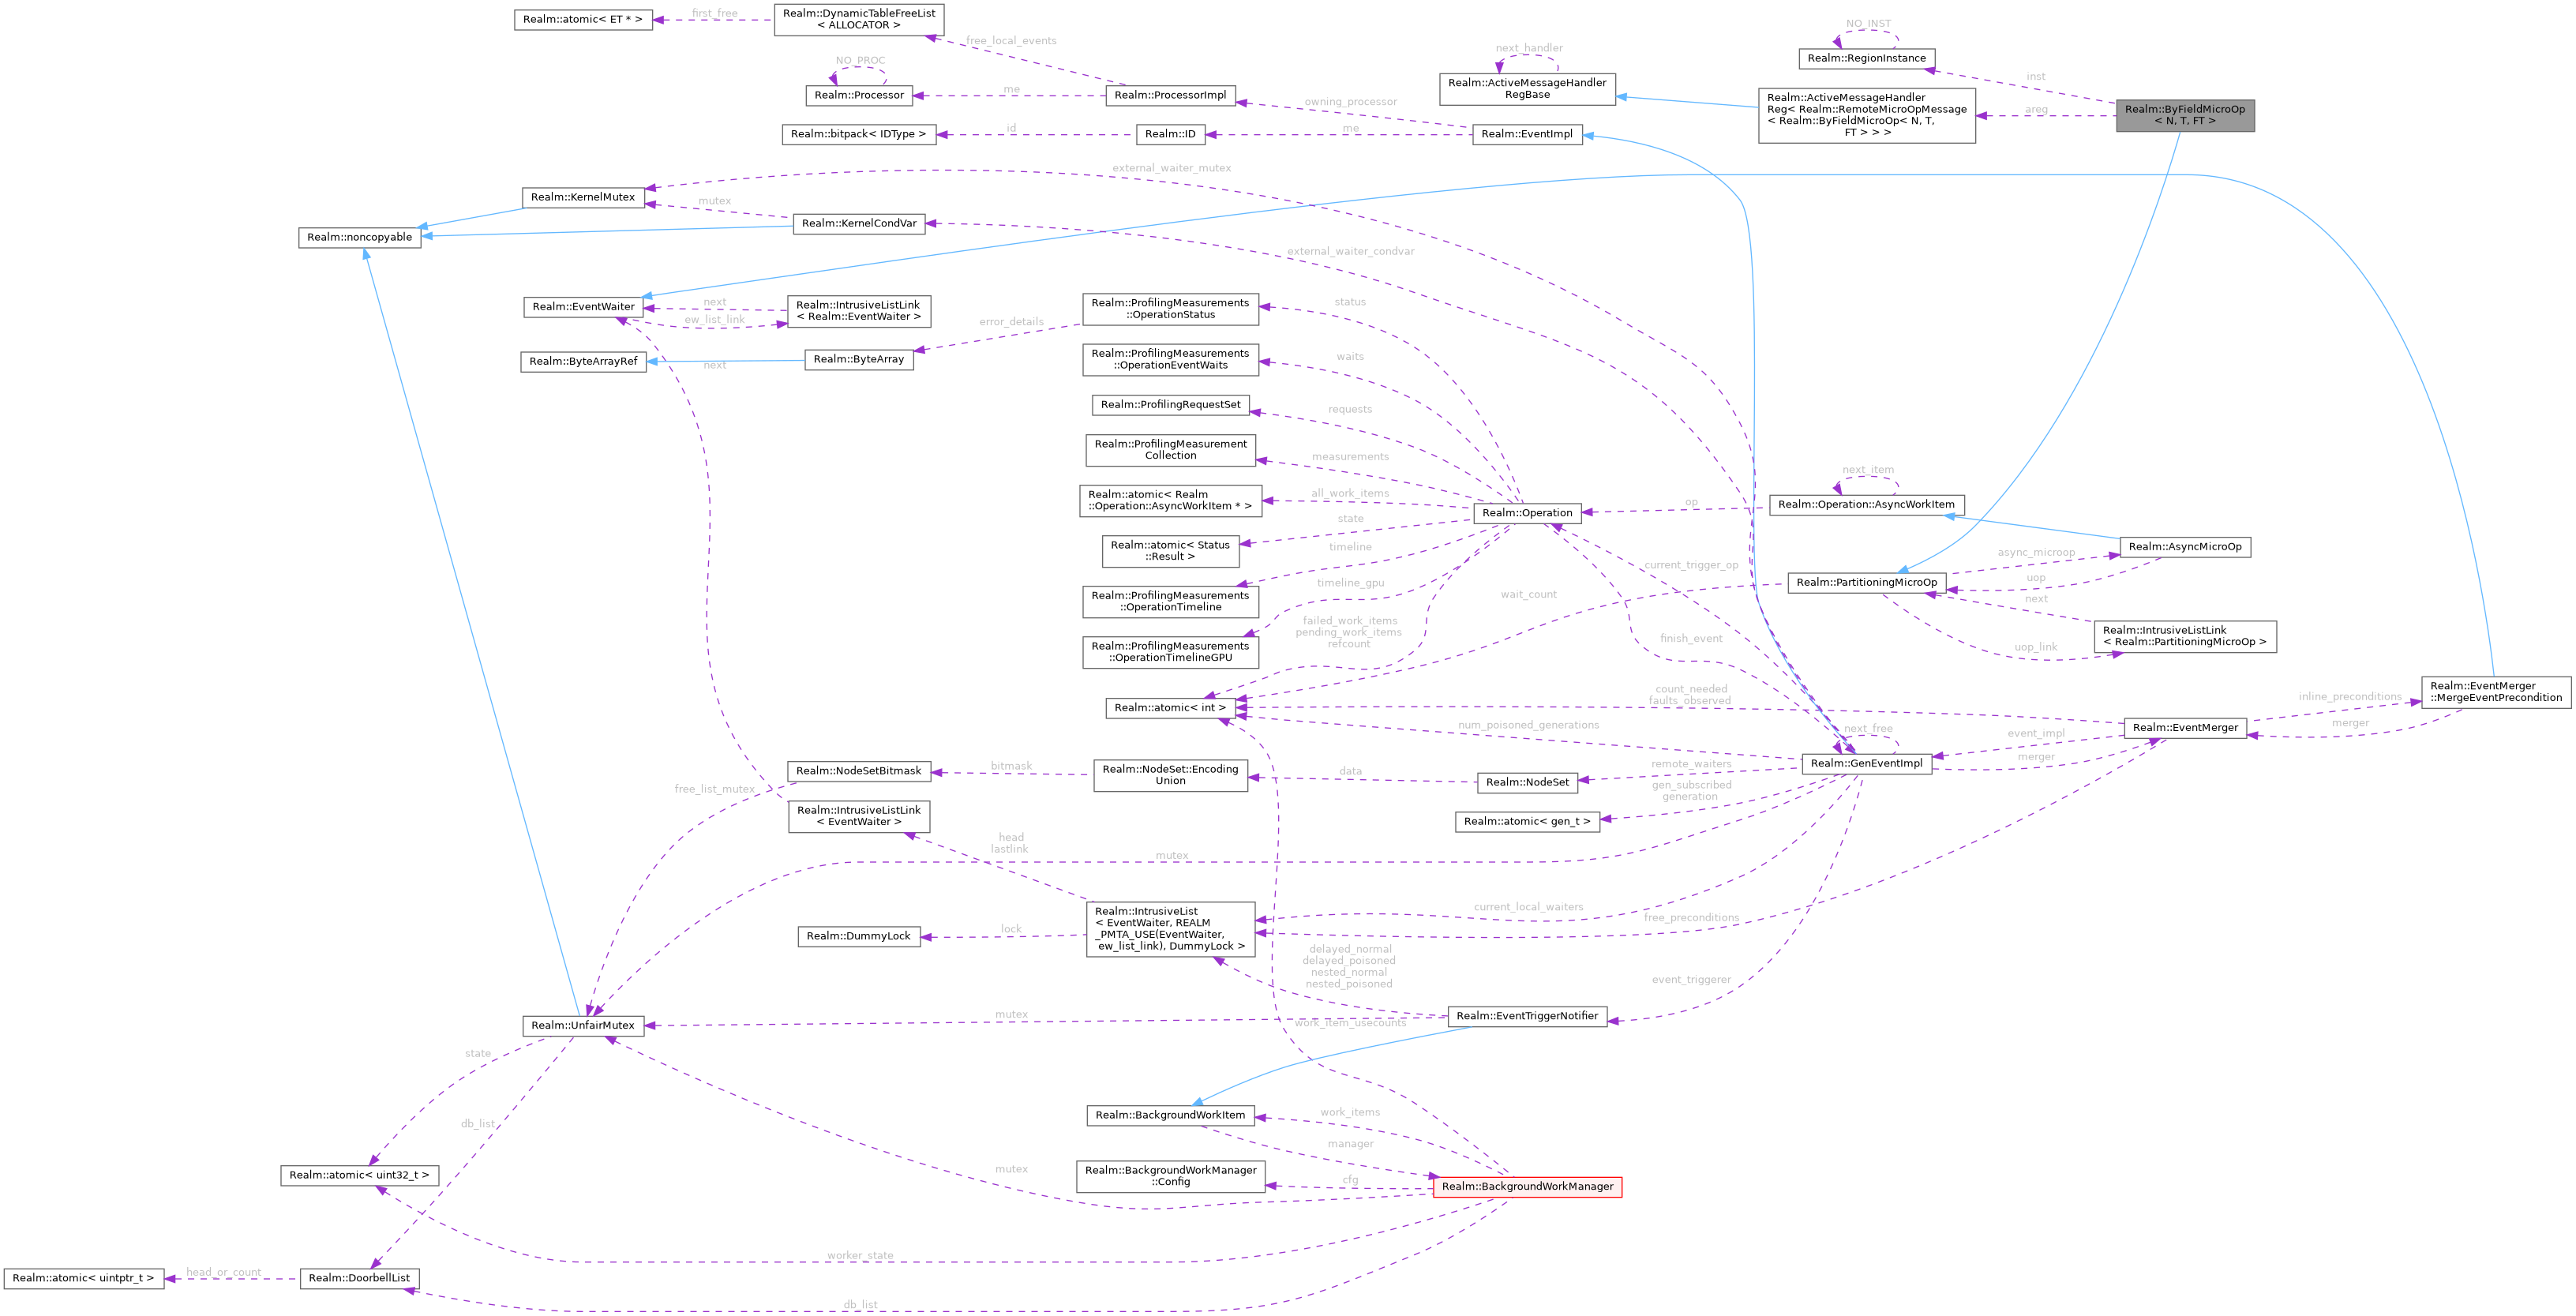 Realm::atomic< ET * >
first_free
Realm::DynamicTableFreeList
< ALLOCATOR >
free_local_events
NO_PROC
Realm::Processor
me
Realm::ProcessorImpl
owning_processor
next_handler
Realm::ActiveMessageHandler
RegBase
NO_INST
Realm::RegionInstance
inst
Realm::ActiveMessageHandler
Reg< Realm::RemoteMicroOpMessage
< Realm::ByFieldMicroOp< N, T,
FT > > >
areg
Realm::ByFieldMicroOp
< N, T, FT >
Realm::bitpack< IDType >
id
Realm::ID
me
Realm::EventImpl
external_waiter_mutex
Realm::KernelMutex
mutex
Realm::KernelCondVar
Realm::noncopyable
external_waiter_condvar
Realm::EventWaiter
next
ew_list_link
Realm::IntrusiveListLink
< Realm::EventWaiter >
Realm::ProfilingMeasurements
::OperationStatus
status
error_details
Realm::ByteArrayRef
Realm::ByteArray
next
Realm::ProfilingMeasurements
::OperationEventWaits
waits
Realm::ProfilingRequestSet
requests
Realm::ProfilingMeasurement
Collection
measurements
Realm::atomic< Realm
::Operation::AsyncWorkItem * >
all_work_items
Realm::Operation
op
next_item
Realm::Operation::AsyncWorkItem
Realm::atomic< Status
::Result >
state
timeline
Realm::AsyncMicroOp
async_microop
uop
Realm::PartitioningMicroOp
next
uop_link
Realm::IntrusiveListLink
< Realm::PartitioningMicroOp >
Realm::ProfilingMeasurements
::OperationTimeline
timeline_gpu
current_trigger_op
wait_count
Realm::ProfilingMeasurements
::OperationTimelineGPU
failed_work_items
pending_work_items
refcount
finish_event
Realm::atomic< int >
count_needed
faults_observed
num_poisoned_generations
inline_preconditions
Realm::EventMerger
::MergeEventPrecondition
merger
Realm::EventMerger
event_impl
merger
next_free
Realm::GenEventImpl
Realm::NodeSetBitmask
bitmask
Realm::NodeSet::Encoding
Union
data
Realm::NodeSet
remote_waiters
free_list_mutex
gen_subscribed
generation
Realm::atomic< gen_t >
Realm::IntrusiveListLink
< EventWaiter >
head
lastlink
mutex
Realm::IntrusiveList
< EventWaiter, REALM
_PMTA_USE(EventWaiter,
ew_list_link), DummyLock >
lock
Realm::DummyLock
current_local_waiters
free_preconditions
delayed_normal
delayed_poisoned
nested_normal
nested_poisoned
event_triggerer
Realm::EventTriggerNotifier
mutex
work_item_usecounts
Realm::UnfairMutex
state
db_list
Realm::BackgroundWorkItem
work_items
manager
Realm::BackgroundWorkManager
::Config
cfg
Realm::BackgroundWorkManager
mutex
Realm::atomic< uint32_t >
worker_state
Realm::atomic< uintptr_t >
head_or_count
Realm::DoorbellList
db_list